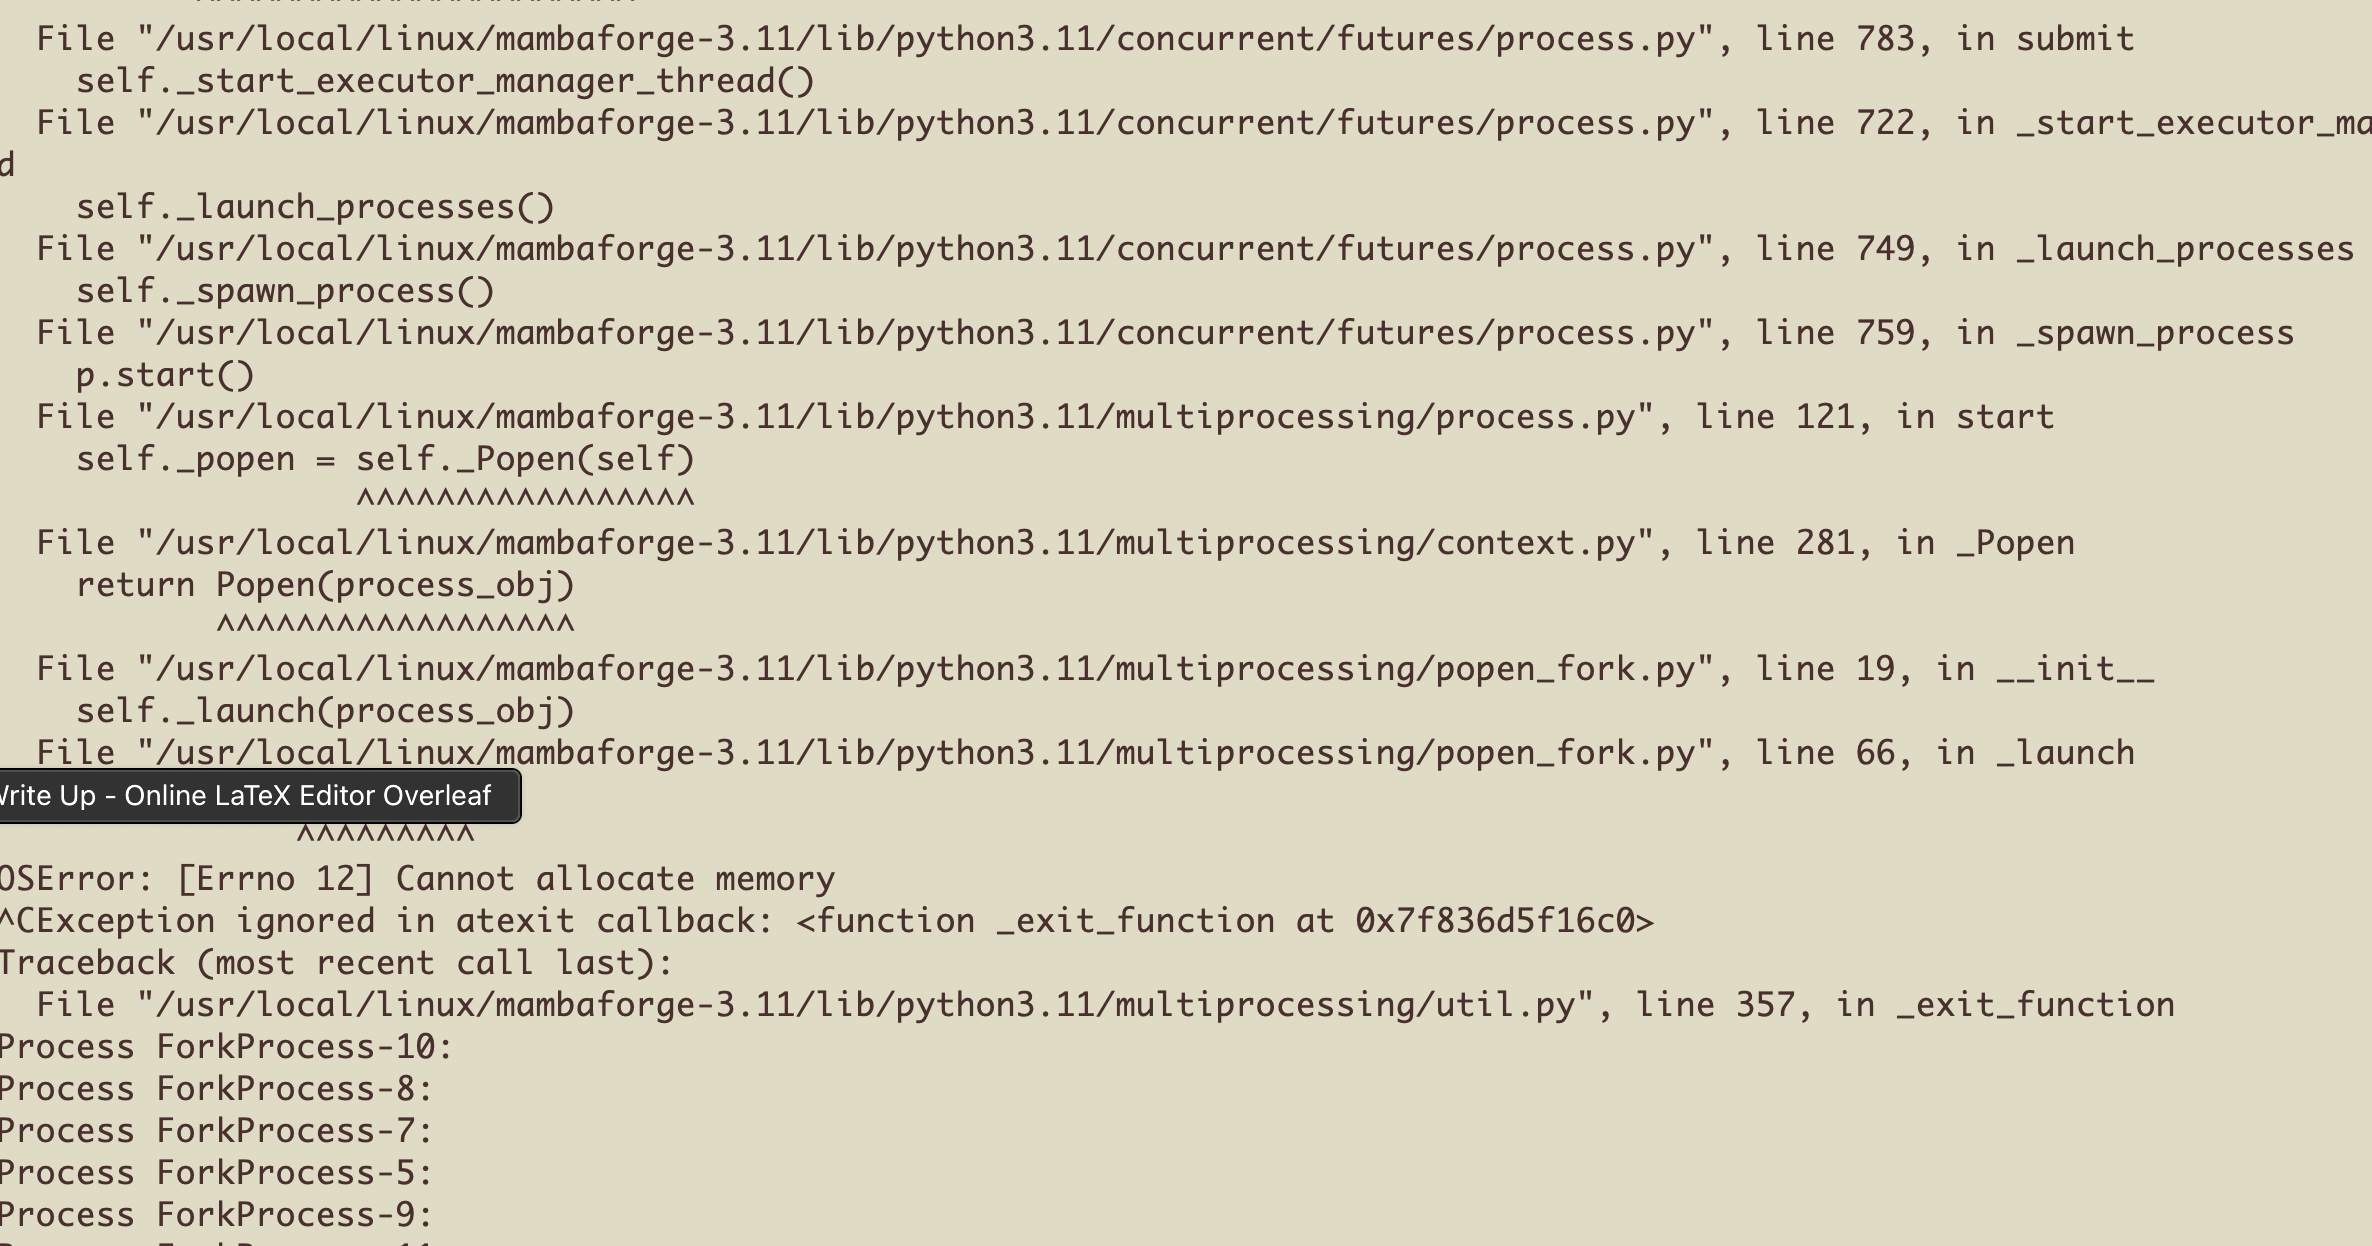 ^^^^^^^^^^^^^^^^^^^^^^
File "/usr/local/linux/mambaforge-3.11/lib/python3.11/concurrent/futures/process.py", line 783, in submit
self._start_executor_manager_thread()
File "/usr/local/linux/mambaforge-3.11/lib/python3.11/concurrent/futures/process.py", line 722, in _start_executor_ma
d
self._launch_processes()
File "/usr/local/linux/mambaforge-3.11/lib/python3.11/concurrent/futures/process.py", line 749, in _launch_processes
self._spawn_process()
File "/usr/local/linux/mambaforge-3.11/lib/python3.11/concurrent/futures/process.py", line 759, in _spawn_process
p.start()
File "/usr/local/linux/mambaforge-3.11/lib/python3.11/multiprocessing/process.py", line 121, in start
self._popen = self._Popen(self)
^^^^^^^^^^^^^^^^^
File "/usr/local/linux/mambaforge-3.11/lib/python3.11/multiprocessing/context.py", line 281, in _Popen
return Popen(process_obj)
^^^^^^^^^^^^^^^^^^
File "/usr/local/linux/mambaforge-3.11/lib/python3.11/multiprocessing/popen_fork.py", line 19, in __init__
self._launch(process_obj)
File "/usr/local/linux/mambaforge-3.11/lib/python3.11/multiprocessing/popen_fork.py", line 66, in _launch
Write Up - Online LaTeX Editor Overleaf
^^^^^^^^^
OSError: [Errno 12] Cannot allocate memory
^CException ignored in atexit callback: <function _exit_function at 0x7f836d5f16c0>
Traceback (most recent call last):
File "/usr/local/linux/mambaforge-3.11/lib/python3.11/multiprocessing/util.py", line 357, in _exit_function
Process ForkProcess-10:
Process ForkProcess-8:
Process ForkProcess-7:
Process ForkProcess-5:
Process ForkProcess-9: